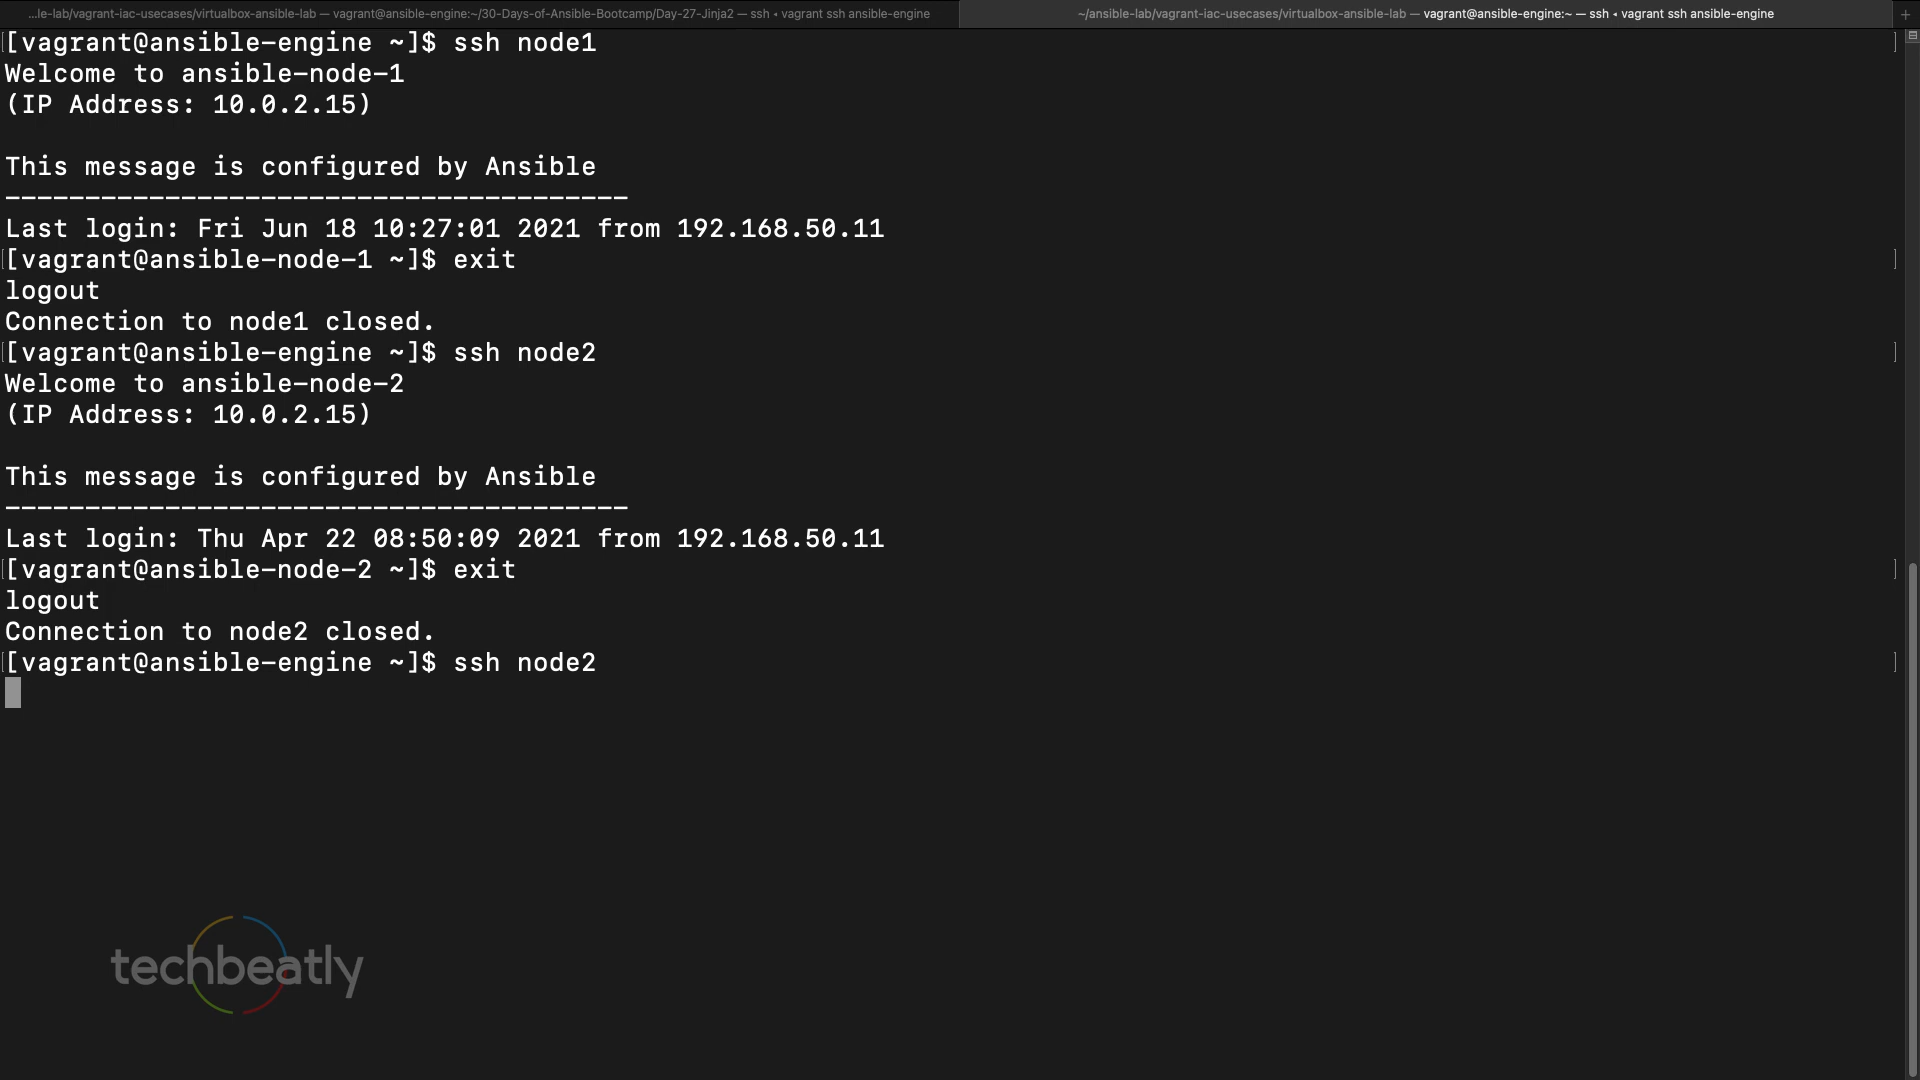 ...le-lab/vagrant-iac-usecases/virtualbox-ansible-lab — vagrant@ansible-engine:~/30-Days-of-Ansible-Bootcamp/Day-27-Jinja2 — ssh ◂ vagrant ssh ansible-engine
~/ansible-lab/vagrant-iac-usecases/virtualbox-ansible-lab — vagrant@ansible-engine:~ — ssh ◂ vagrant ssh ansible-engine
[vagrant@ansible-engine ~]$ ssh node1
Welcome to ansible-node-1
(IP Address: 10.0.2.15)

This message is configured by Ansible
---------------------------------------
Last login: Fri Jun 18 10:27:01 2021 from 192.168.50.11
[vagrant@ansible-node-1 ~]$ exit
logout
Connection to node1 closed.
[vagrant@ansible-engine ~]$ ssh node2
Welcome to ansible-node-2
(IP Address: 10.0.2.15)

This message is configured by Ansible
---------------------------------------
Last login: Thu Apr 22 08:50:09 2021 from 192.168.50.11
[vagrant@ansible-node-2 ~]$ exit
logout
Connection to node2 closed.
[vagrant@ansible-engine ~]$ ssh node2
techbeatly